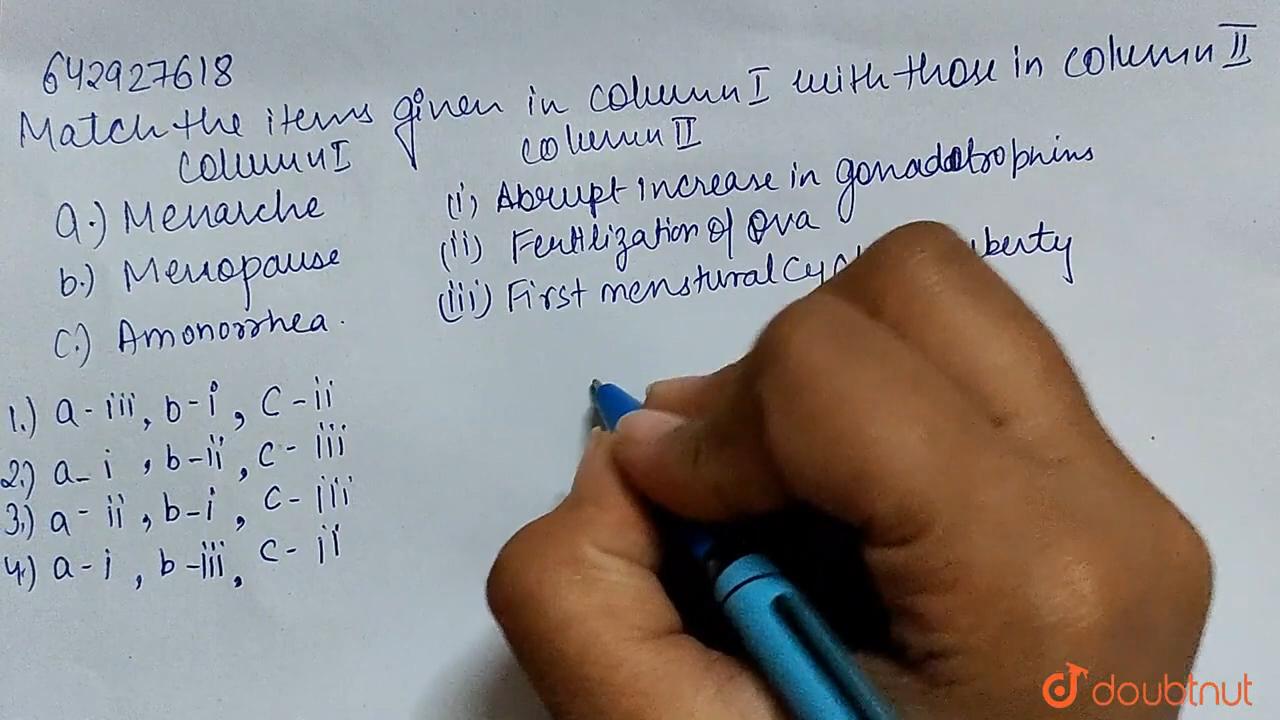 642927618
Match the items given in column I with those in column II
column I column II
a.) Menarche (i) Abrupt increase in gonadotrophins
b.) Menopause (ii) Fertilization of ova
c.) Amonorrhea. (iii) First menstural
1.) a - iii, b - i, c - ii
2.) a - i, b - ii, c - iii
3.) a - ii, b - i, c - iii
4.) a - i, b - iii, c - ii
doubtnut